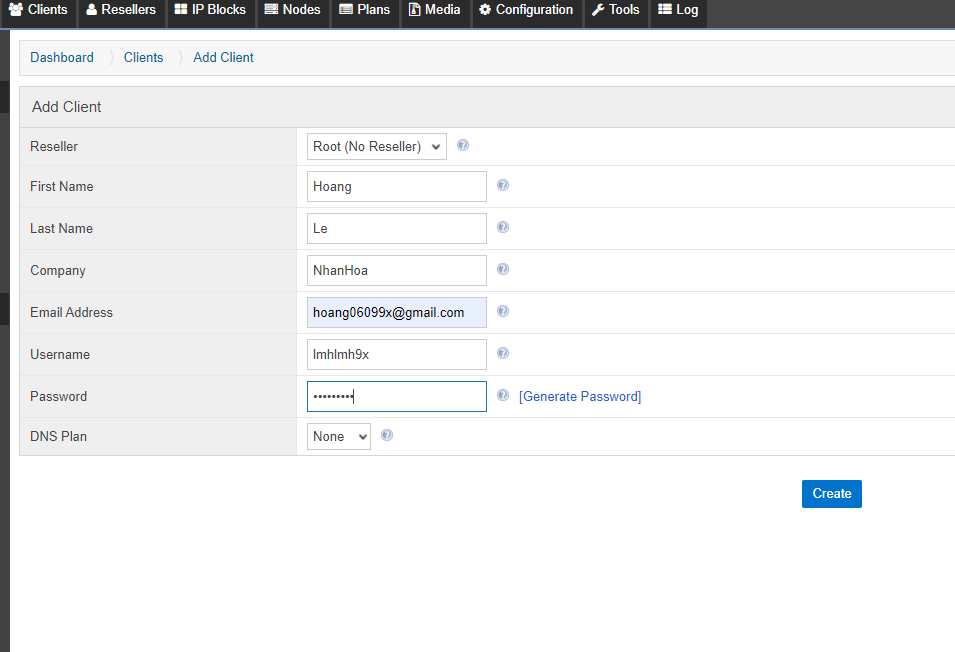 Clients Resellers IP Blocks Nodes Plans Media Configuration Tools Log
Dashboard Clients Add Client
Add Client
Reseller Root (No Reseller)
First Name Hoang
Last Name Le
Company NhanHoa
Email Address hoang06099x@gmail.com
Username lmhlmh9x
Password ••••••••• [Generate Password]
DNS Plan None
Create